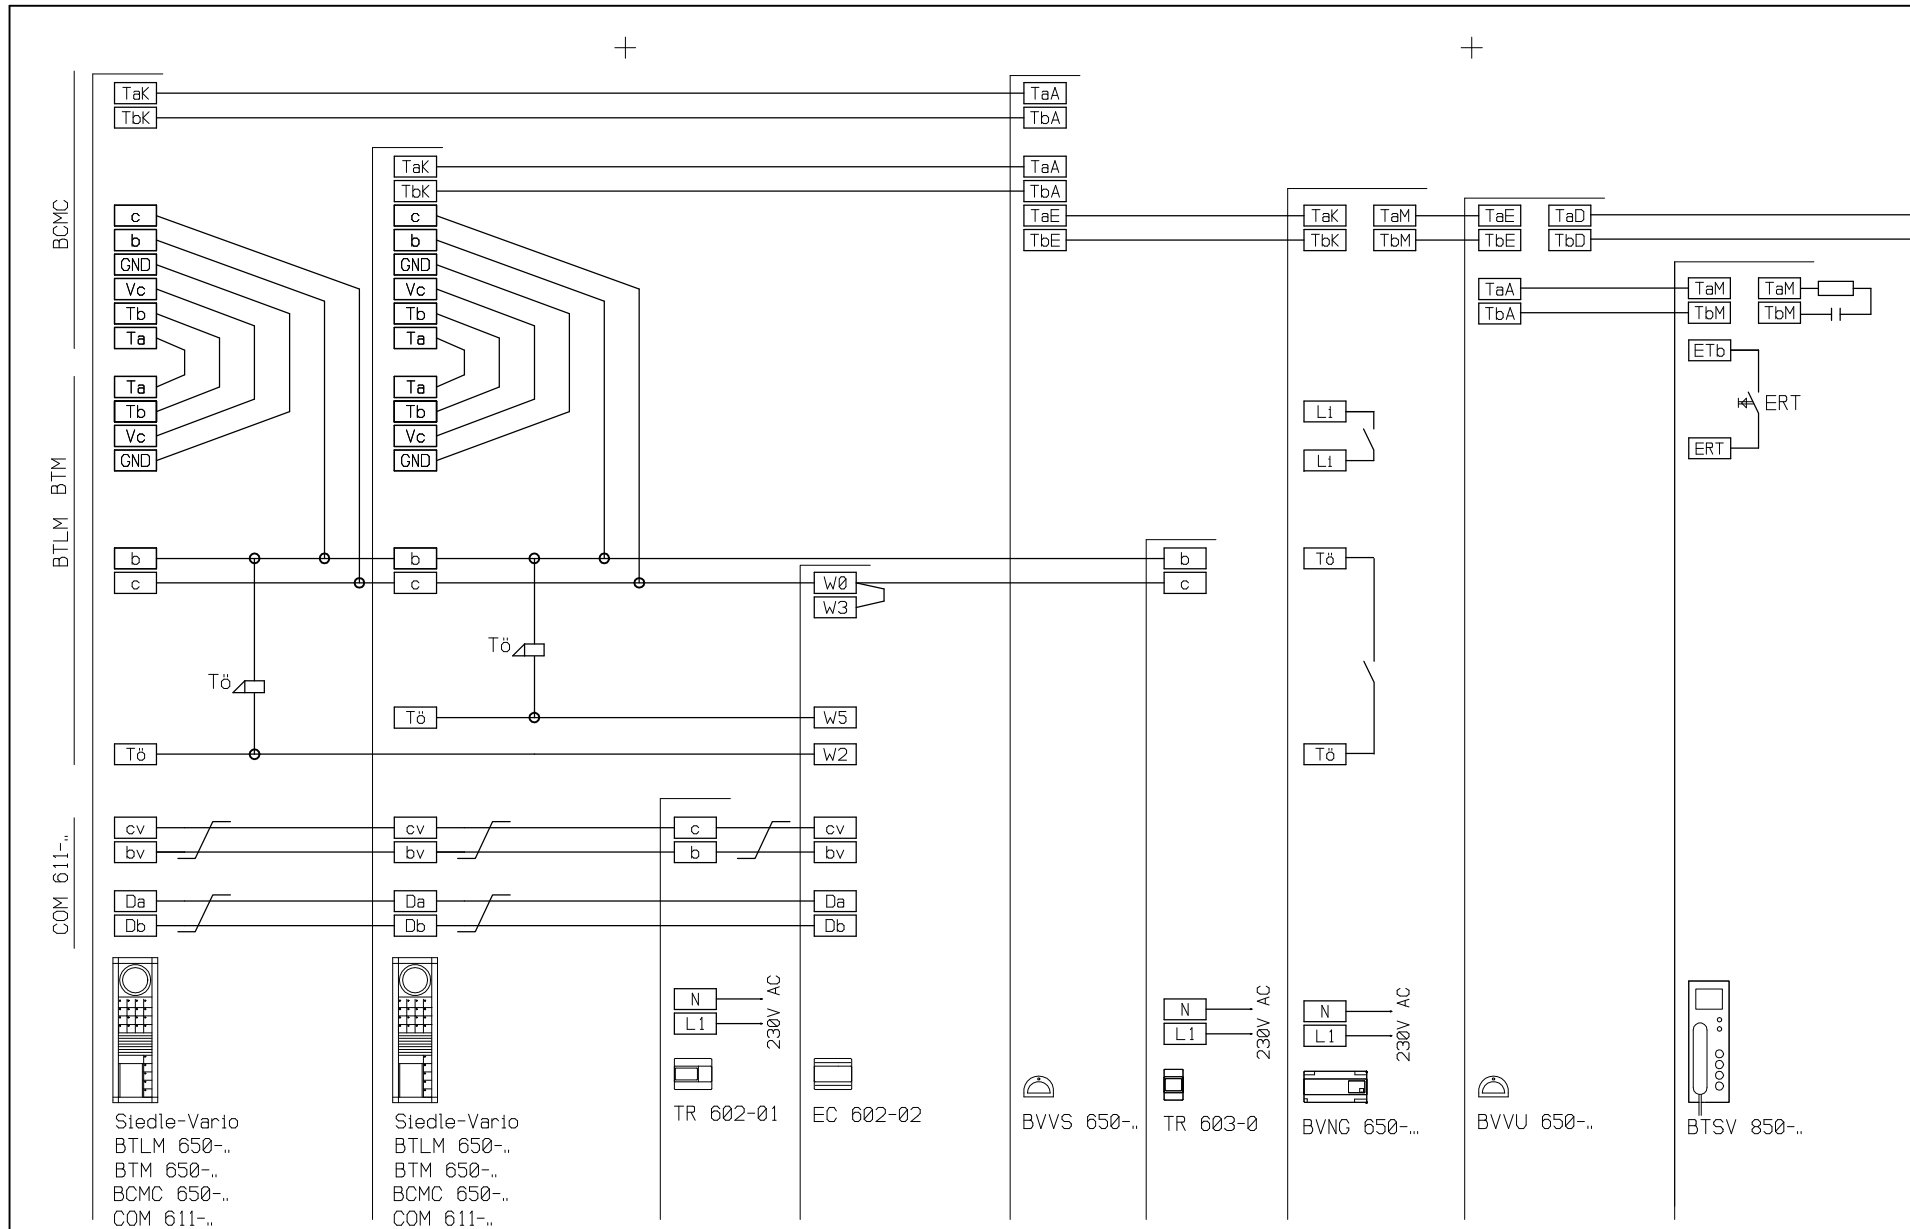 BCMC
BTLM BTM
COM 611-..
TaK
TbK
c
b
GND
Vc
Tb
Ta
Ta
Tb
Vc
GND
b
c
Tö
Tö
cv
bv
Da
Db
Siedle-Vario
BTLM 650-..
BTM 650-..
BCMC 650-..
COM 611-..
TaK
TbK
c
b
GND
Vc
Tb
Ta
Ta
Tb
Vc
GND
b
c
Tö
Tö
cv
bv
Da
Db
Siedle-Vario
BTLM 650-..
BTM 650-..
BCMC 650-..
COM 611-..
c
b
N
L1
230V AC
TR 602-01
W0
W3
W5
W2
cv
bv
Da
Db
EC 602-02
TaA
TbA
TaA
TbA
TaE
TbE
BVVS 650-..
b
c
N
L1
230V AC
TR 603-0
TaK TaM
TbK TbM
Li
Li
Tö
Tö
N
L1
230V AC
BVNG 650-...
TaE TaD
TbE TbD
TaA
TbA
BVVU 650-..
TaM TaM
TbM TbM
ETb
ERT
ERT
BTSV 850-..